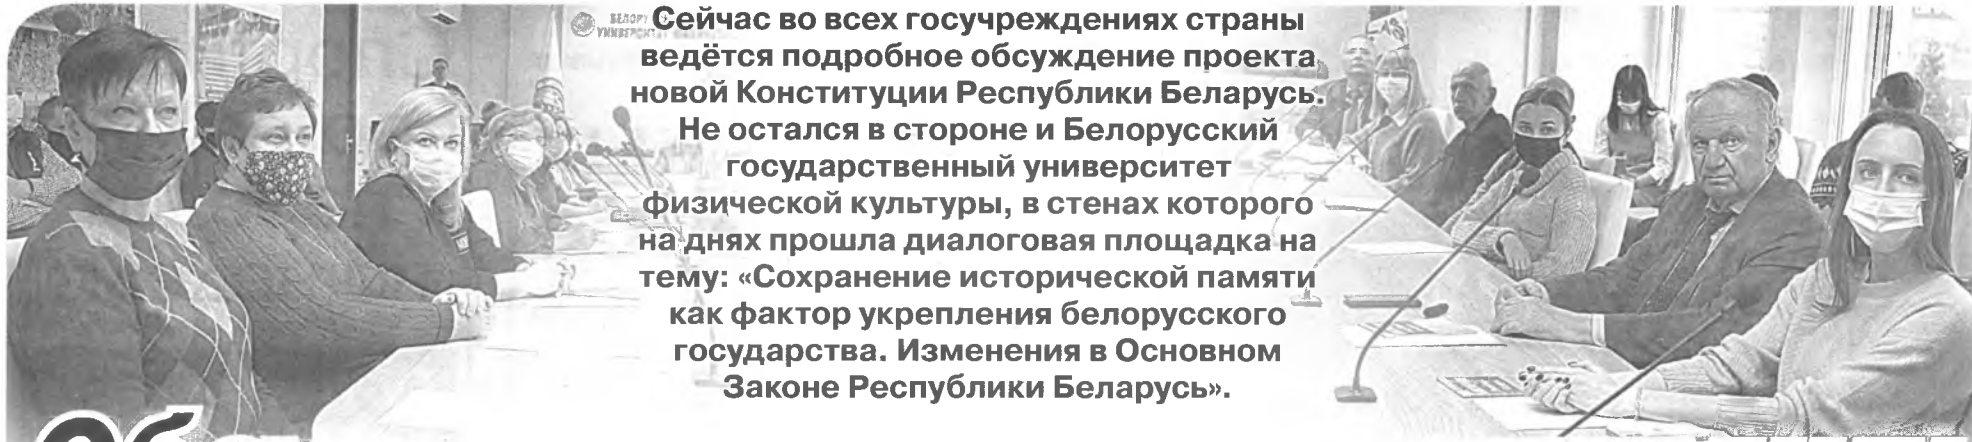 Сейчас во всех госучреждениях страны
ведётся подробное обсуждение проекта
новой Конституции Республики Беларусь.
Не остался в стороне и Белорусский
государственный университет
физической культуры, в стенах которого
на днях прошла диалоговая площадка на
тему: «Сохранение исторической памяти
как фактор укрепления белорусского
государства. Изменения в Основном
Законе Республики Беларусь».
Об